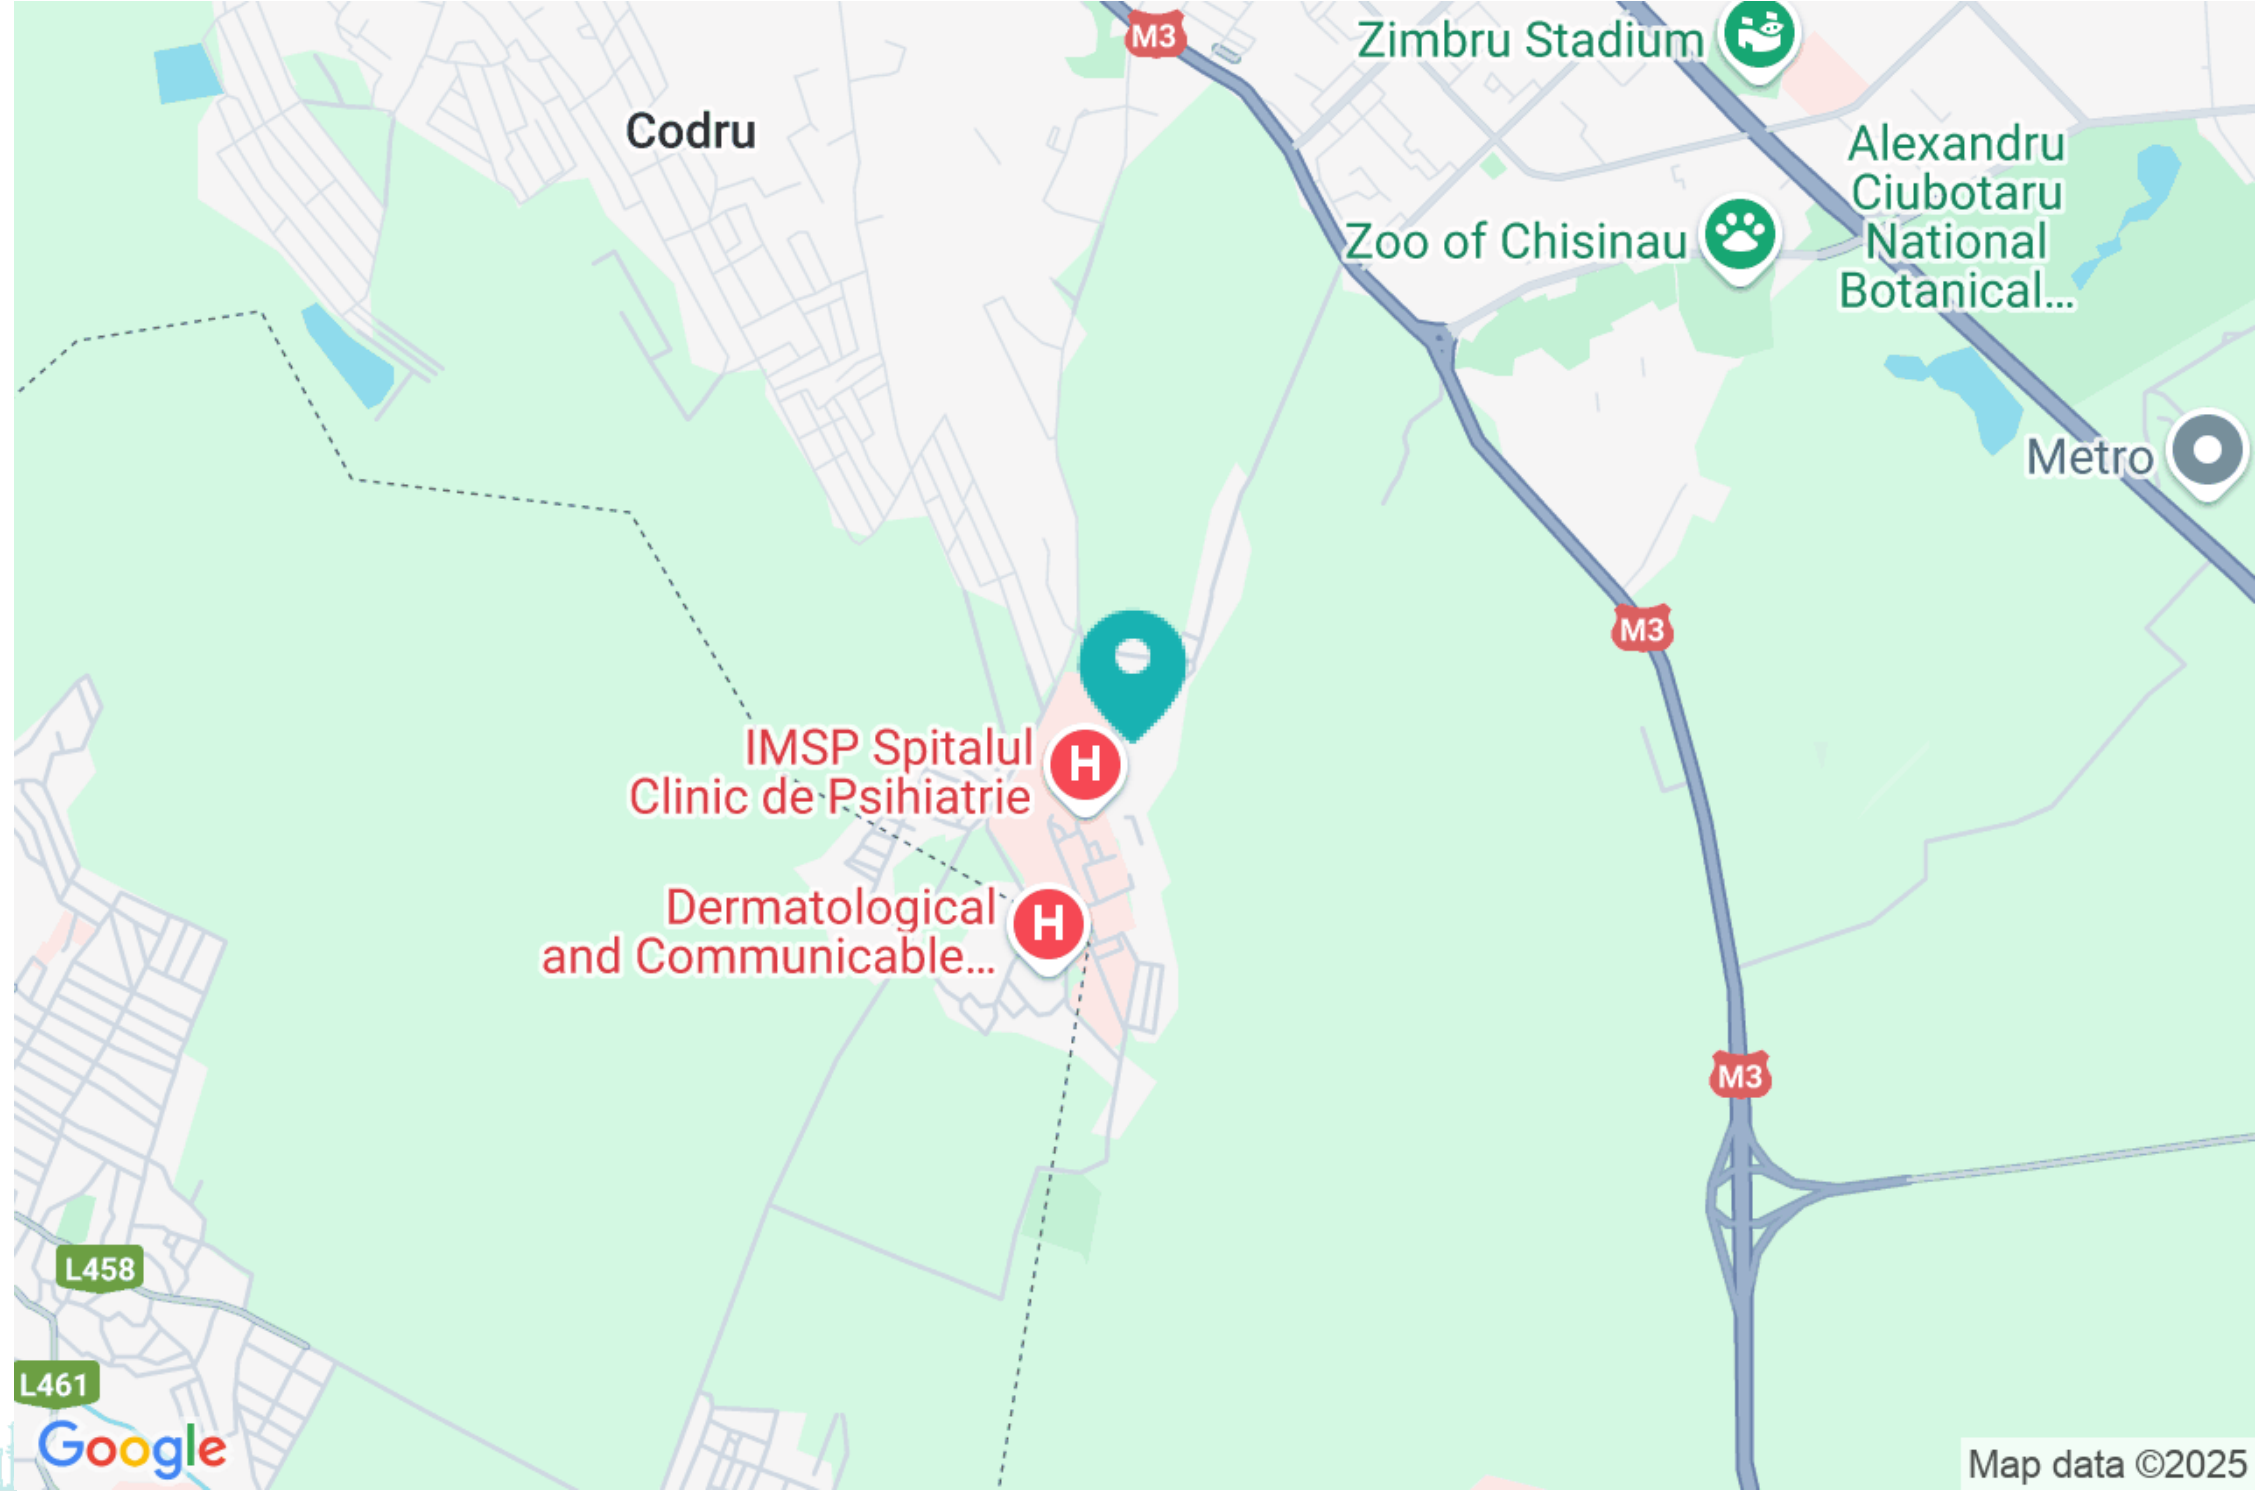 M3
Zimbru Stadium
Codru
Alexandru
Ciubotaru
National
Botanical...
Zoo of Chisinau
Metro
M3
IMSP Spitalul
Clinic de Psihiatrie
H
Dermatological
and Communicable...
H
M3
L458
L461
Google
Map data ©2025